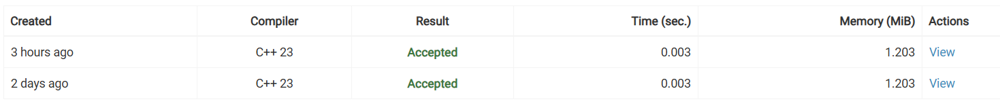 Created Compiler Result Time (sec.) Memory (MiB) Actions
3 hours ago C++ 23 Accepted 0.003 1.203 View
2 days ago C++ 23 Accepted 0.003 1.203 View